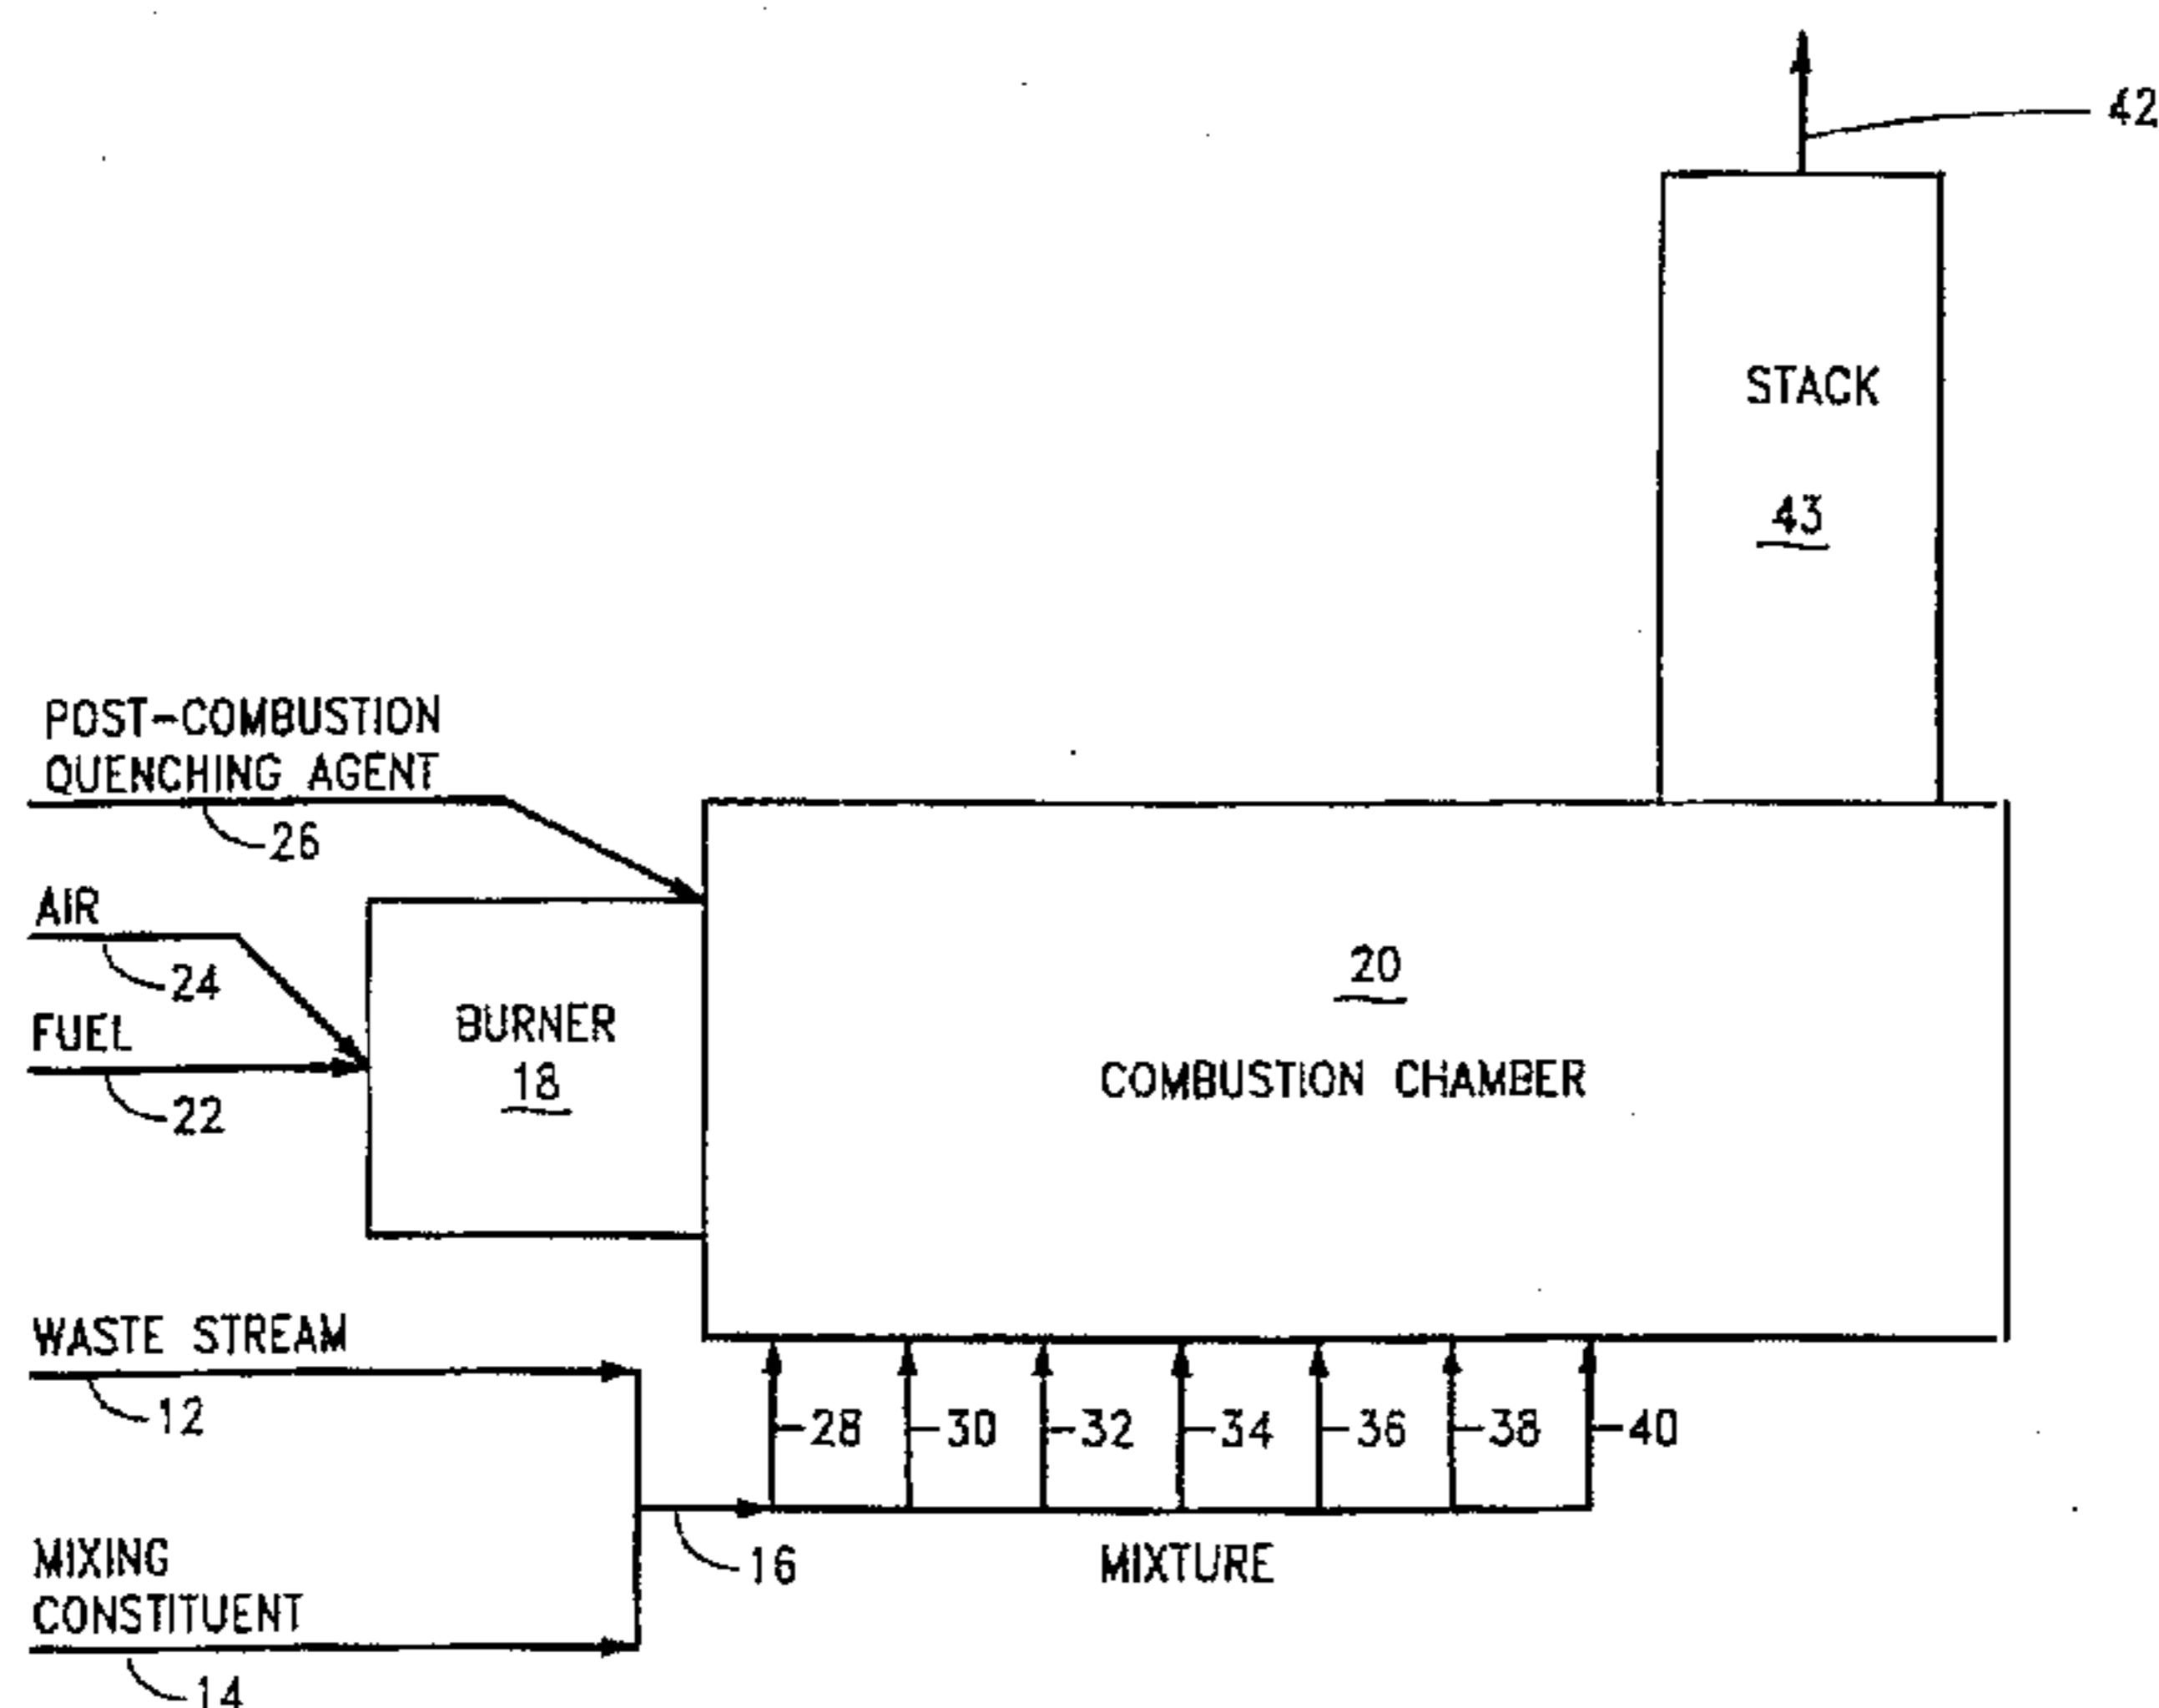 42
STACK
43
POST-COMBUSTION
QUENCHING AGENT
26
AIR
24
FUEL
22
BURNER
18
20
COMBUSTION CHAMBER
WASTE STREAM
12
28 30 32 34 36 38 40
16
MIXTURE
MIXING
CONSTITUENT
14